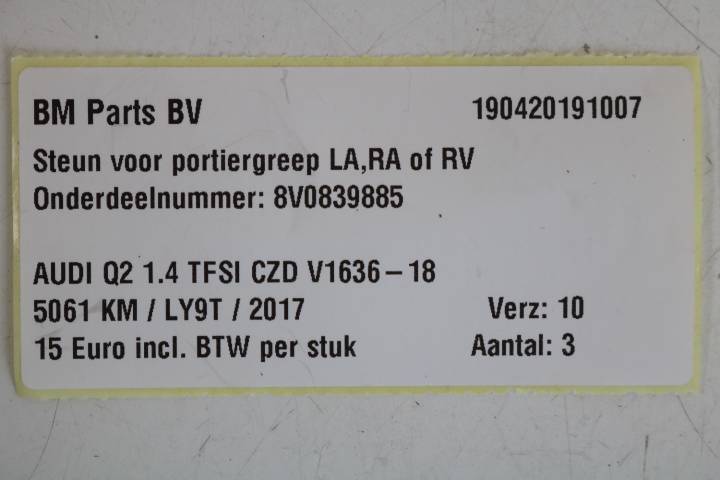 BM Parts BV 190420191007
Steun voor portiergreep LA,RA of RV
Onderdeelnummer: 8V0839885
AUDI Q2 1.4 TFSI CZD V1636-18
5061 KM / LY9T / 2017 Verz: 10
15 Euro incl. BTW per stuk Aantal: 3